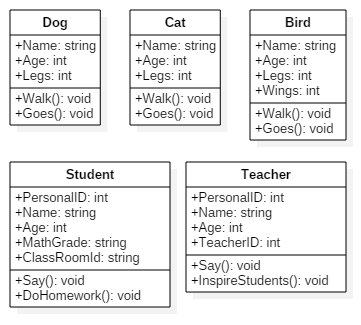 Dog
+Name: string
+Age: int
+Legs: int
+Walk(): void
+Goes(): void
Cat
+Name: string
+Age: int
+Legs: int
+Walk(): void
+Goes(): void
Bird
+Name: string
+Age: int
+Legs: int
+Wings: int
+Walk(): void
+Goes(): void
Student
+PersonalID: int
+Name: string
+Age: int
+MathGrade: string
+ClassRoomId: string
+Say(): void
+DoHomework(): void
Teacher
+PersonalID: int
+Name: string
+Age: int
+TeacherID: int
+Say(): void
+InspireStudents(): void